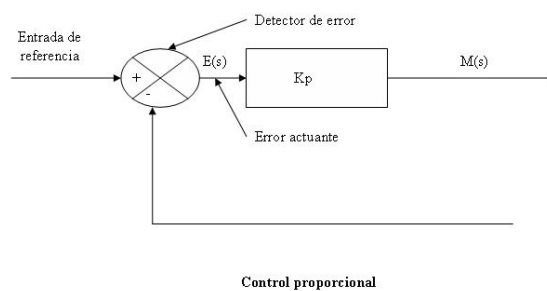 Detector de error
Entrada de
referencia
E(s)
M(s)
+
Kp
-
Error actuante
Control proporcional